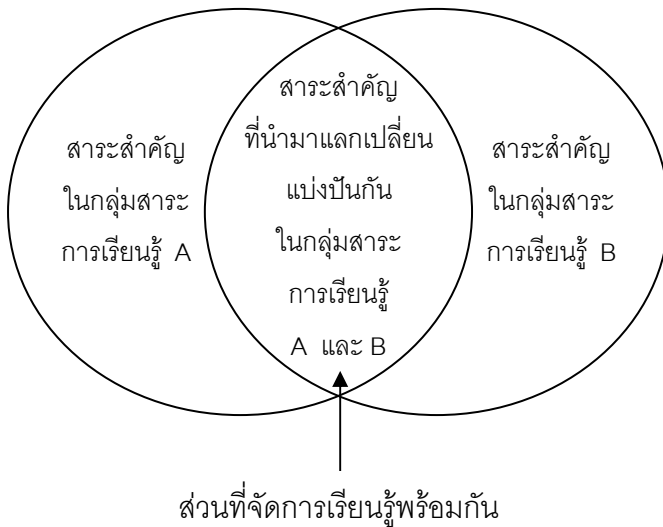 สาระสำคัญ
ในกลุ่มสาระ
การเรียนรู้ A
สาระสำคัญ
ที่นำมาแลกเปลี่ยน
แบ่งปันกัน
ในกลุ่มสาระ
การเรียนรู้
A และ B
สาระสำคัญ
ในกลุ่มสาระ
การเรียนรู้ B
ส่วนที่จัดการเรียนรู้พร้อมกัน